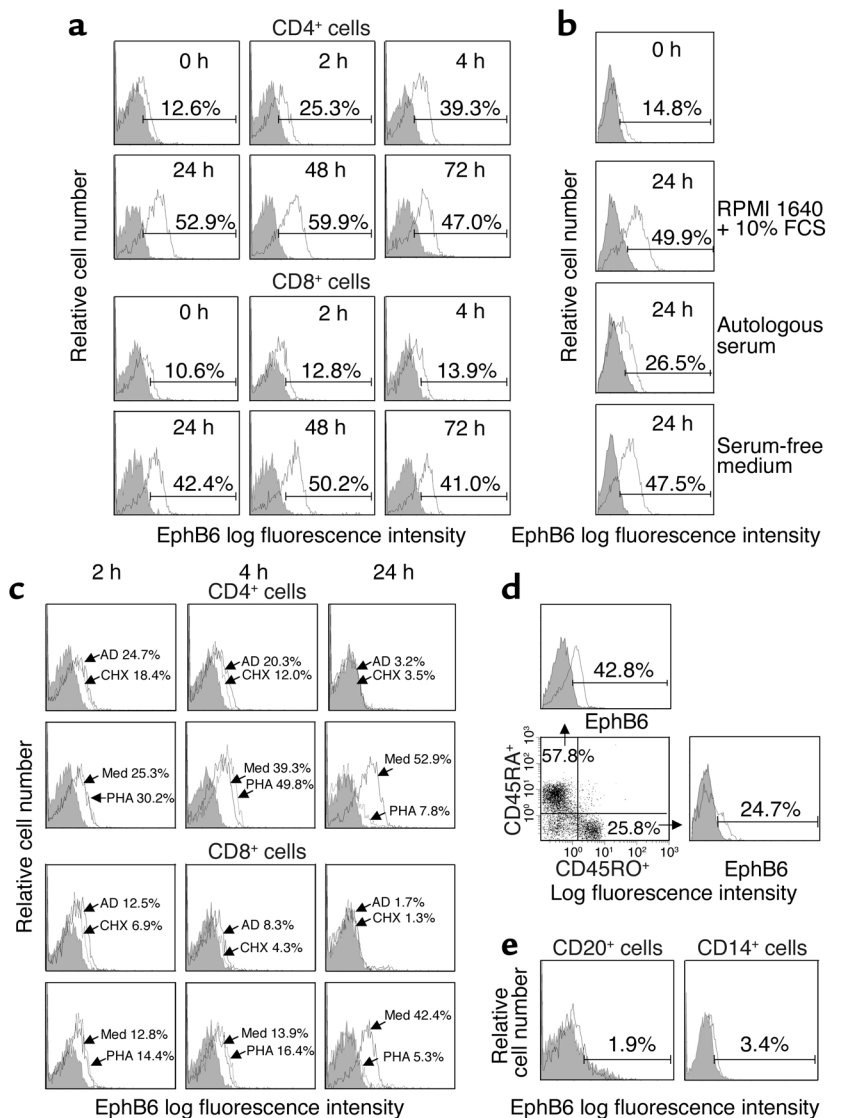 a
CD4⁺ cells
0 h
2 h
4 h
12.6%
25.3%
39.3%
24 h
48 h
72 h
52.9%
59.9%
47.0%
CD8⁺ cells
0 h
2 h
4 h
10.6%
12.8%
13.9%
24 h
48 h
72 h
42.4%
50.2%
41.0%
Relative cell number
EphB6 log fluorescence intensity
b
0 h
14.8%
24 h
49.9%
RPMI 1640
+ 10% FCS
24 h
26.5%
Autologous
serum
24 h
47.5%
Serum-free
medium
Relative cell number
EphB6 log fluorescence intensity
c
2 h
4 h
24 h
CD4⁺ cells
AD 24.7%
CHX 18.4%
AD 20.3%
CHX 12.0%
AD 3.2%
CHX 3.5%
Med 25.3%
PHA 30.2%
Med 39.3%
PHA 49.8%
Med 52.9%
PHA 7.8%
CD8⁺ cells
AD 12.5%
CHX 6.9%
AD 8.3%
CHX 4.3%
AD 1.7%
CHX 1.3%
Med 12.8%
PHA 14.4%
Med 13.9%
PHA 16.4%
Med 42.4%
PHA 5.3%
Relative cell number
EphB6 log fluorescence intensity
d
42.8%
EphB6
57.8%
25.8%
CD45RA⁺
10³
10²
10¹
10⁰
10⁰ 10¹ 10² 10³
CD45RO⁺
24.7%
EphB6
Log fluorescence intensity
e
CD20⁺ cells
CD14⁺ cells
1.9%
3.4%
Relative
cell number
EphB6 log fluorescence intensity